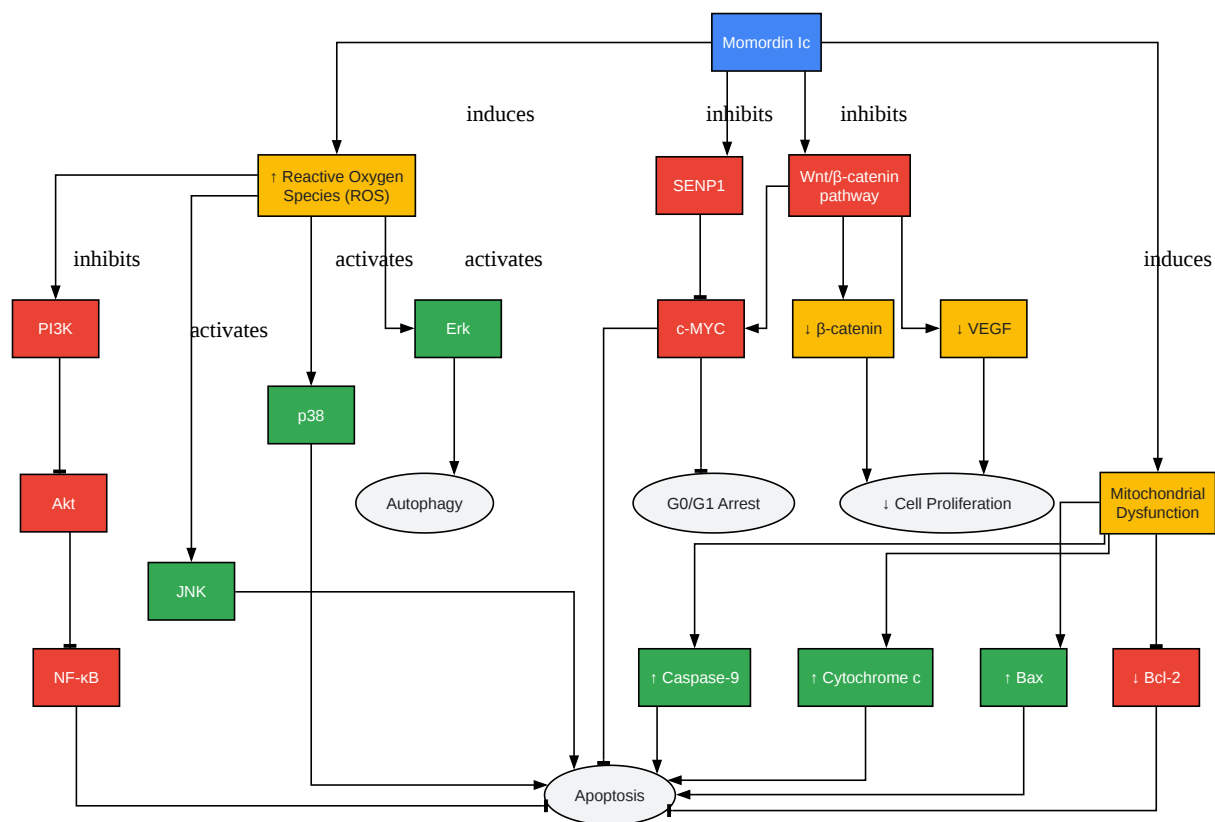 Momordin Ic
induces
inhibits
inhibits
↑ Reactive Oxygen
Species (ROS)
SENP1
Wnt/β-catenin
pathway
inhibits
activates
activates
induces
activates
PI3K
Erk
c-MYC
↓ β-catenin
↓ VEGF
p38
Akt
Autophagy
G0/G1 Arrest
↓ Cell Proliferation
Mitochondrial
Dysfunction
JNK
NF-κB
↑ Caspase-9
↑ Cytochrome c
↑ Bax
↓ Bcl-2
Apoptosis